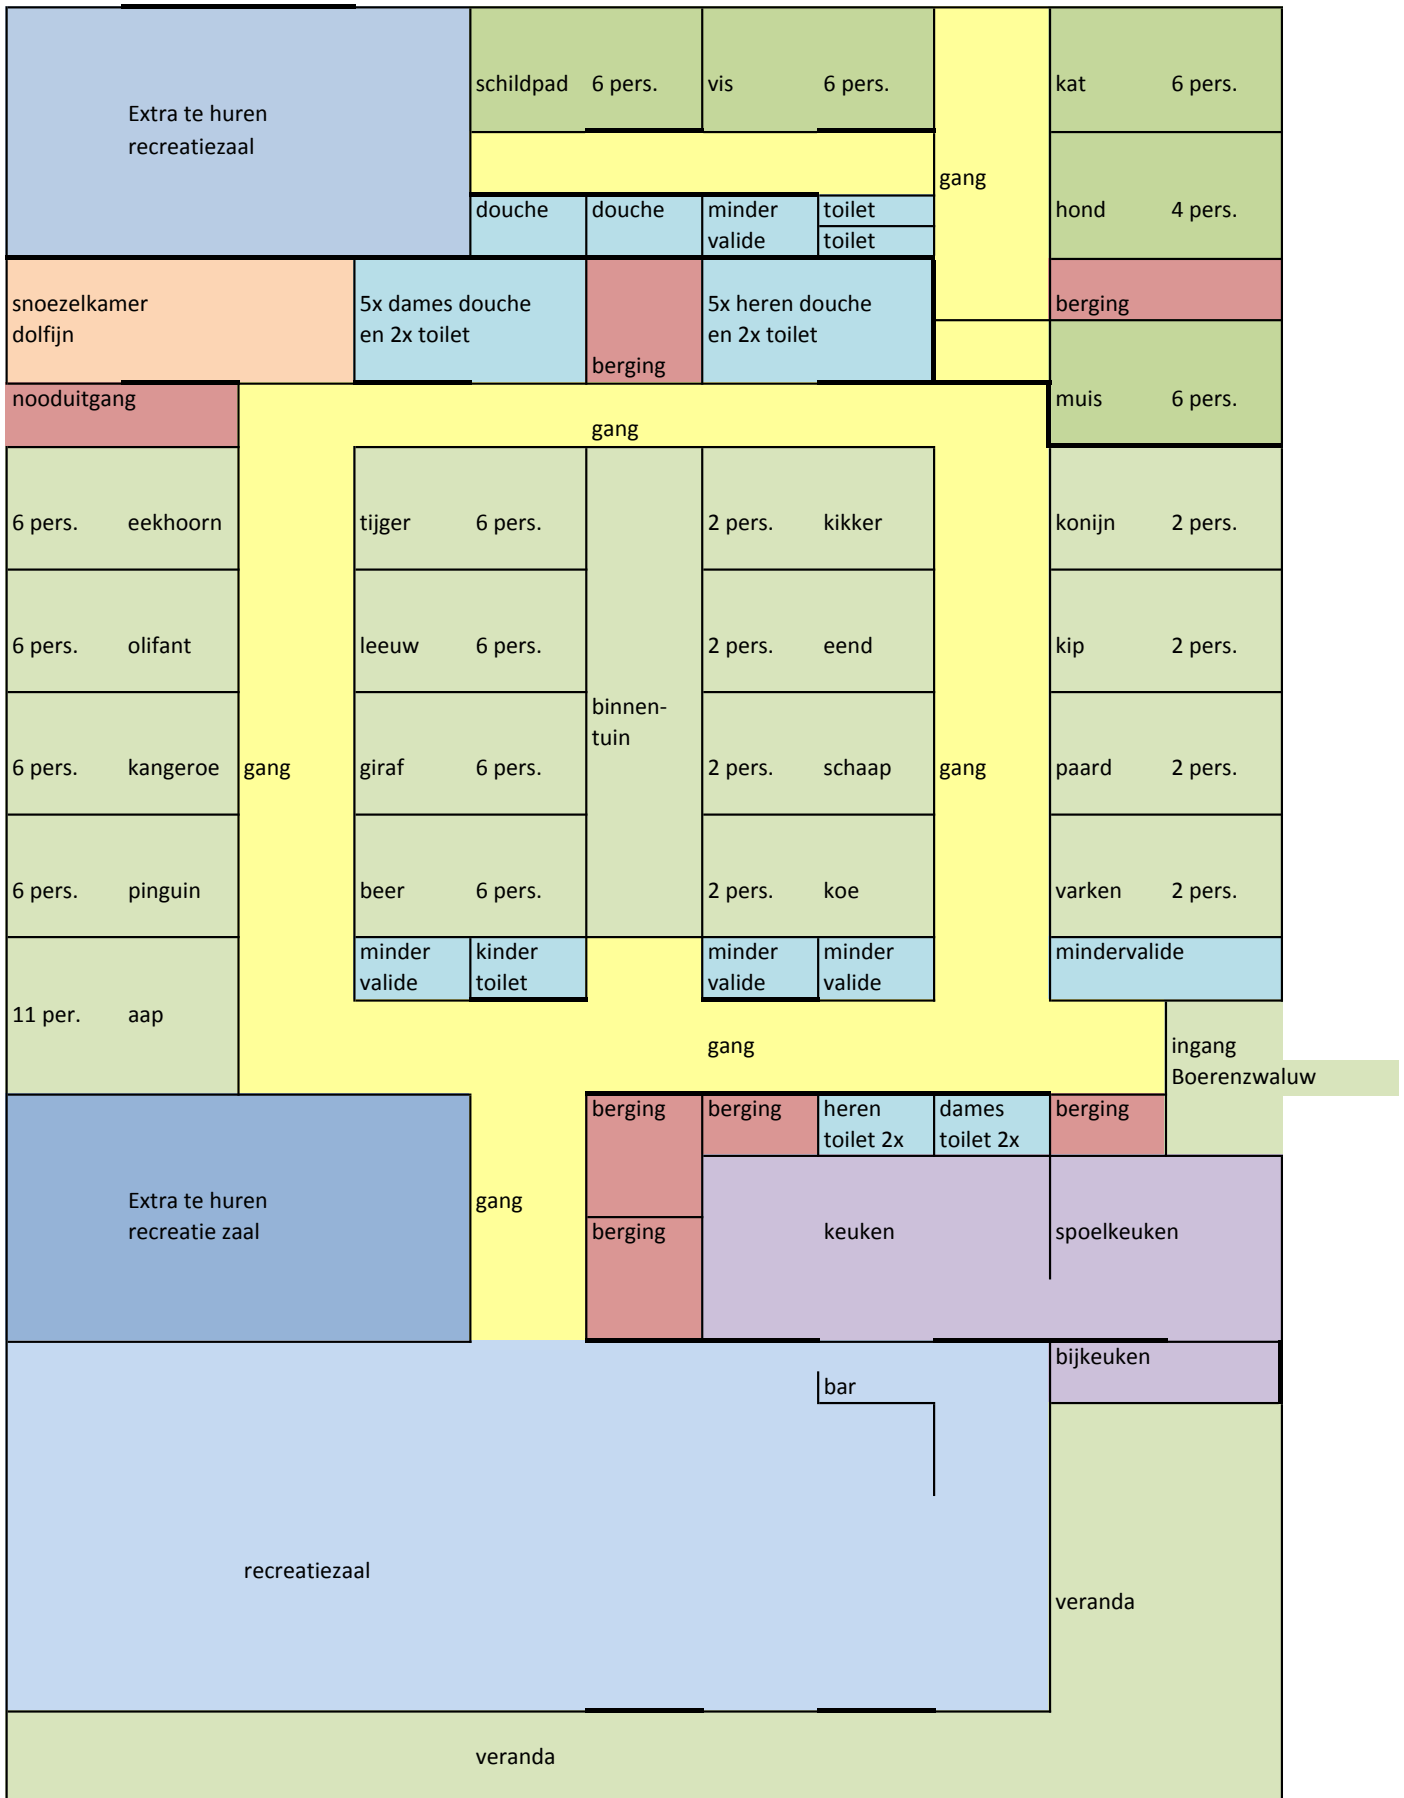 schildpad 6 pers. vis 6 pers. kat 6 pers.
Extra te huren
recreatiezaal
gang
douche douche minder toilet hond 4 pers.
valide toilet
snoezelkamer 5x dames douche 5x heren douche berging
dolfijn en 2x toilet en 2x toilet
berging
nooduitgang muis 6 pers.
gang
6 pers. eekhoorn tijger 6 pers. 2 pers. kikker konijn 2 pers.
6 pers. olifant leeuw 6 pers. 2 pers. eend kip 2 pers.
binnen-
tuin
6 pers. kangeroe gang giraf 6 pers. 2 pers. schaap gang paard 2 pers.
6 pers. pinguin beer 6 pers. 2 pers. koe varken 2 pers.
minder kinder minder minder mindervalide
valide toilet valide valide
11 per. aap
gang ingang
Boerenzwaluw
berging berging heren dames berging
toilet 2x toilet 2x
Extra te huren gang
recreatie zaal berging keuken spoelkeuken
bijkeuken
bar
recreatiezaal
veranda
veranda